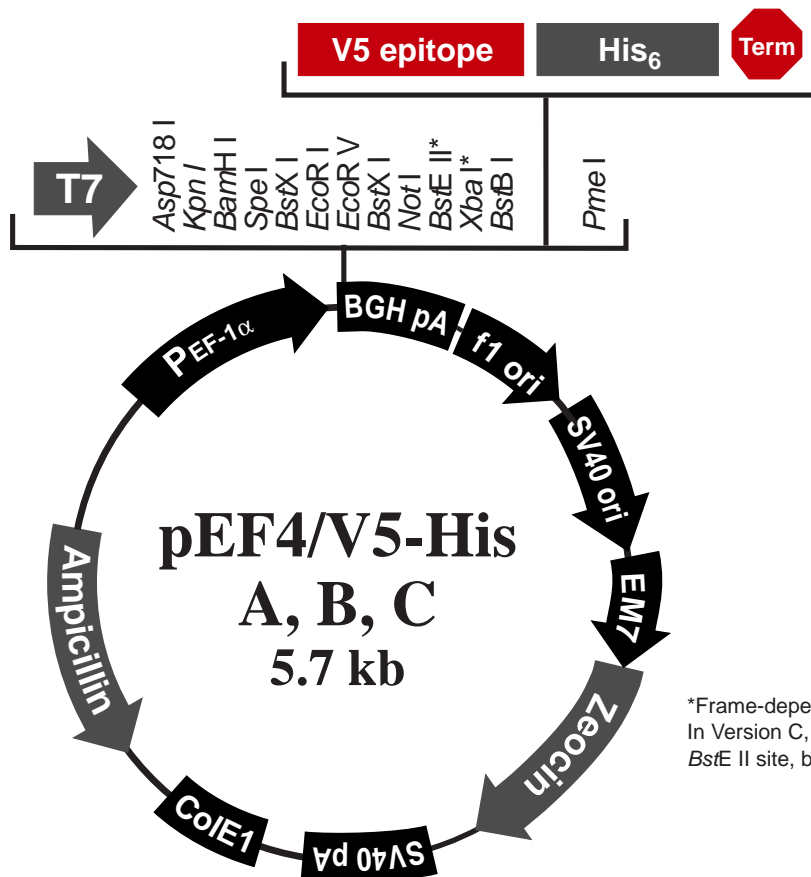 V5 epitope His₆ Term
T7
Asp718 I
Kpn I
BamH I
Spe I
BstX I
EcoR I
EcoR V
BstX I
Not I
BstE II*
Xba I*
BstB I
Pme I
PEF-1α
BGH pA
f1 ori
SV40 ori
EM7
Zeocin
SV40 pA
ColE1
Ampicillin
pEF4/V5-His
A, B, C
5.7 kb
*Frame-depe
In Version C,
BstE II site, b